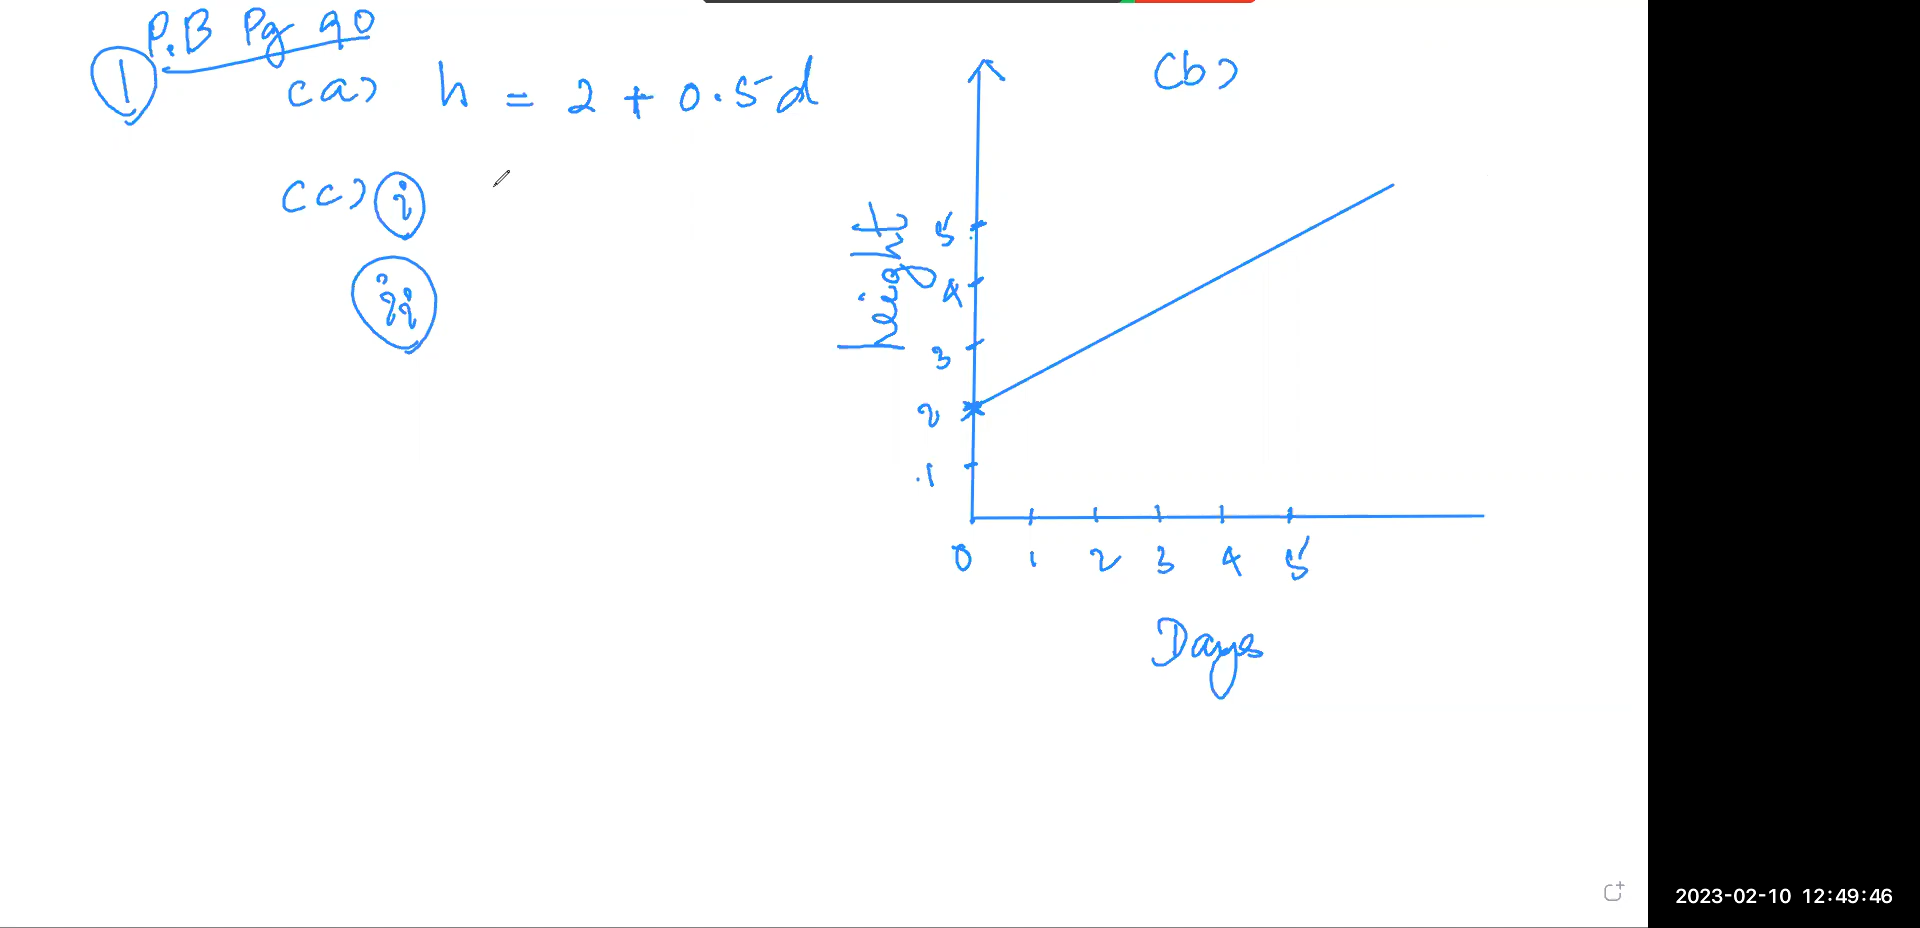 P.B Pg 90
1
(a) h = 2 + 0.5d
(c) i
ii
(b)
height
5
4
3
2
1
0 1 2 3 4 5
Days
2023-02-10 12:49:46